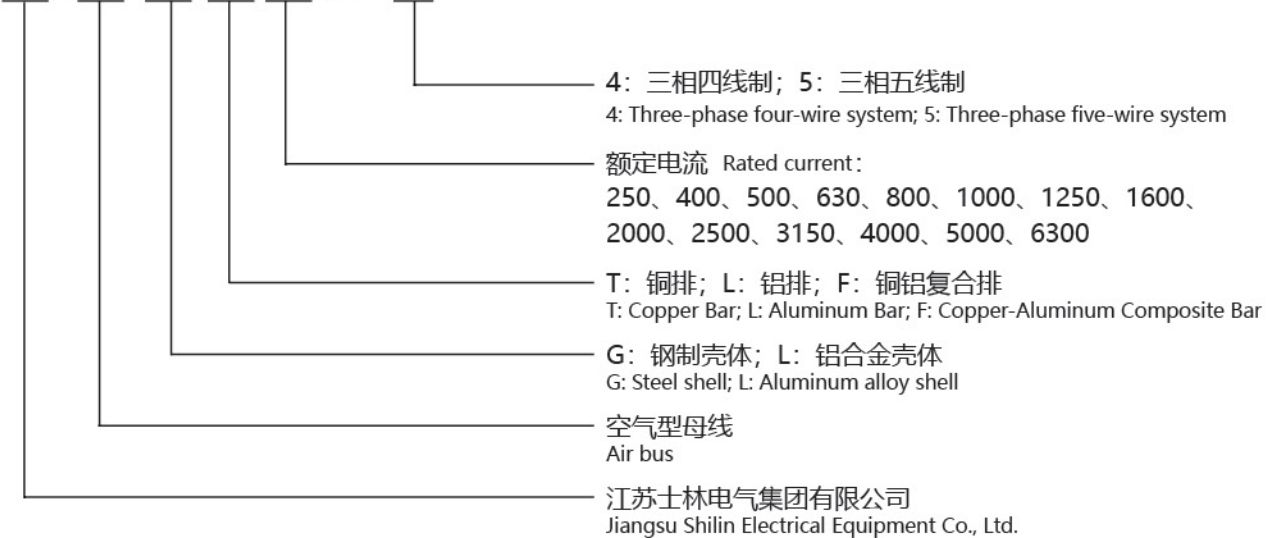 4：三相四线制；5：三相五线制
4: Three-phase four-wire system; 5: Three-phase five-wire system
额定电流 Rated current：
250、400、500、630、800、1000、1250、1600、
2000、2500、3150、4000、5000、6300
T：铜排；L：铝排；F：铜铝复合排
T: Copper Bar; L: Aluminum Bar; F: Copper-Aluminum Composite Bar
G：钢制壳体；L：铝合金壳体
G: Steel shell; L: Aluminum alloy shell
空气型母线
Air bus
江苏士林电气集团有限公司
Jiangsu Shilin Electrical Equipment Co., Ltd.